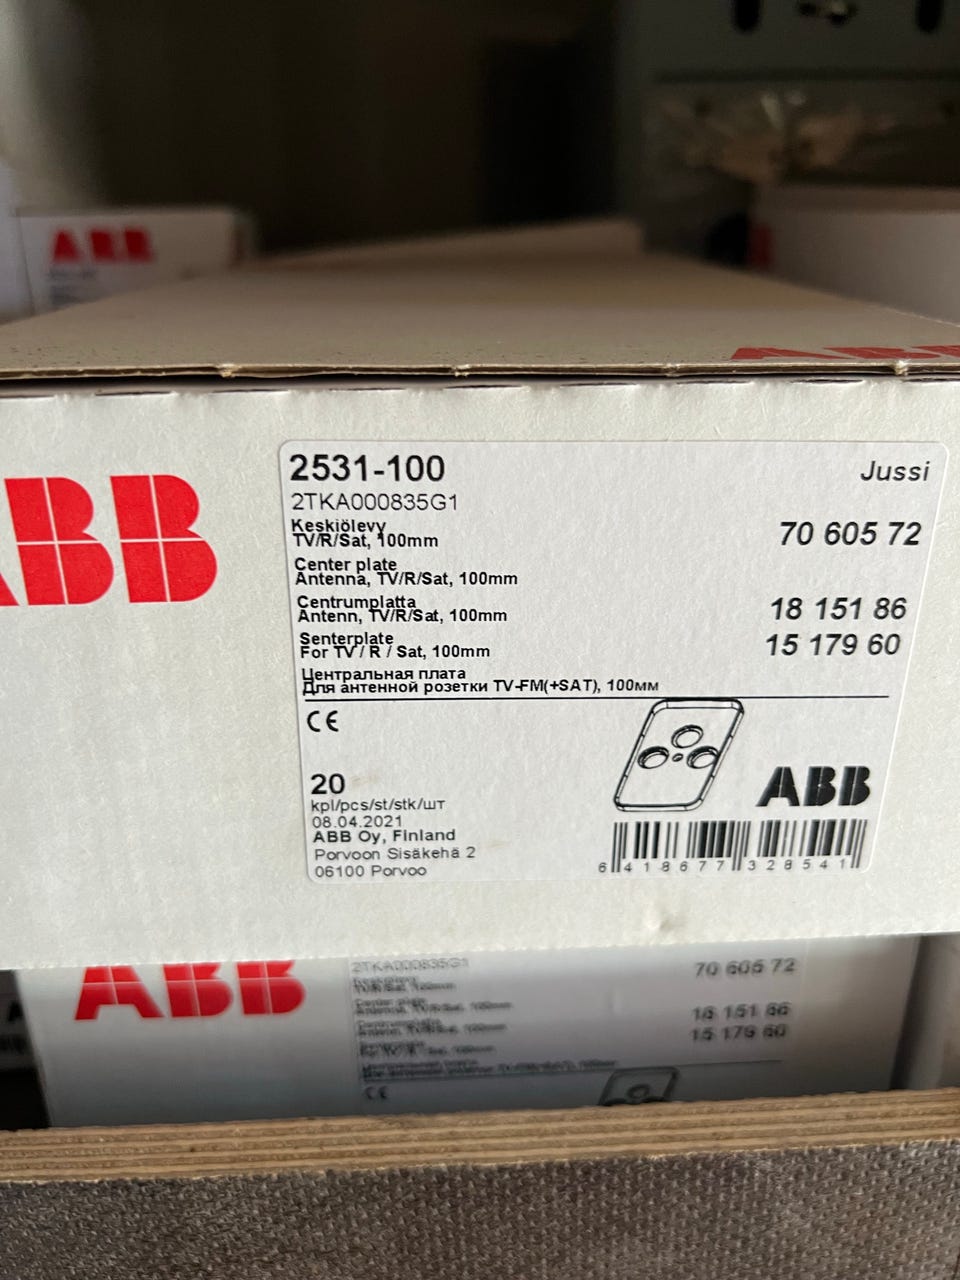 ABB
ABB
2531-100
Jussi
2TKA000835G1
Keskiölevy
TV/R/Sat, 100mm
70 605 72
Center plate
Antenna, TV/R/Sat, 100mm
Centrumplatta
Antenn, TV/R/Sat, 100mm
18 151 86
Senterplate
For TV / R / Sat, 100mm
15 179 60
Центральная плата
Для антенной розетки TV-FM(+SAT), 100мм
CE
ABB
20
kpl/pcs/st/stk/шт
08.04.2021
ABB Oy, Finland
Porvoon Sisäkehä 2
06100 Porvoo
ABB
6 418677 328541
ABB
2TKA000835G1
70 605 72
Center plate
18 151 86
15 179 60
CE